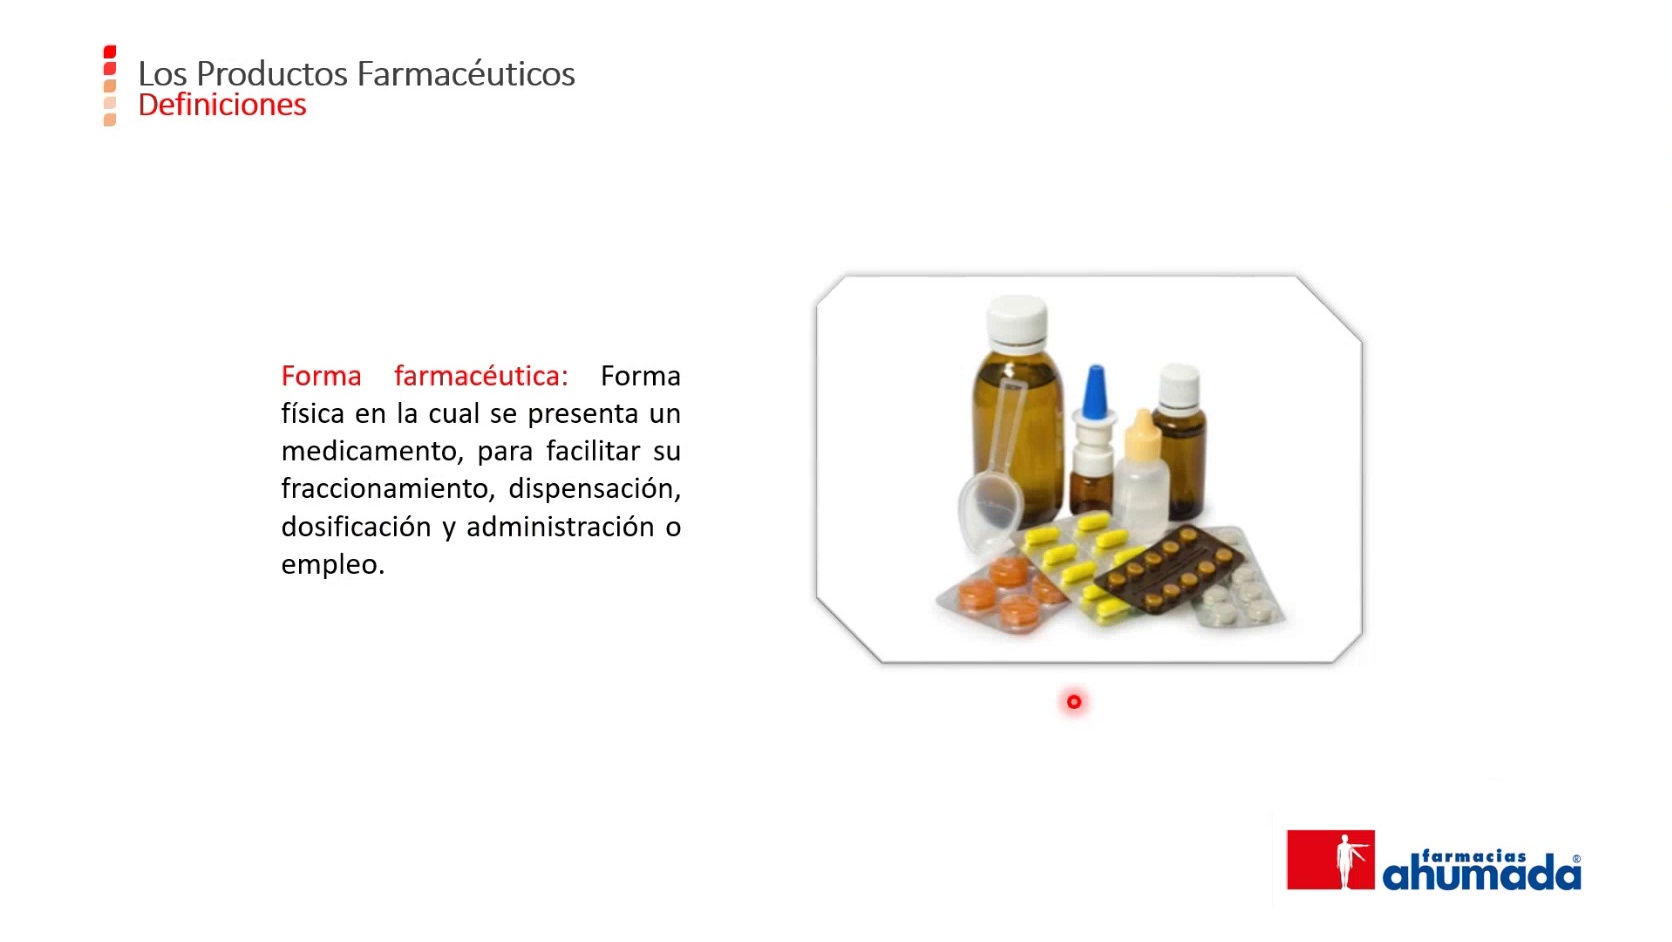 Los Productos Farmacéuticos
Definiciones
Forma farmacéutica: Forma
física en la cual se presenta un
medicamento, para facilitar su
fraccionamiento, dispensación,
dosificación y administración o
empleo.
farmacias
ahumada®